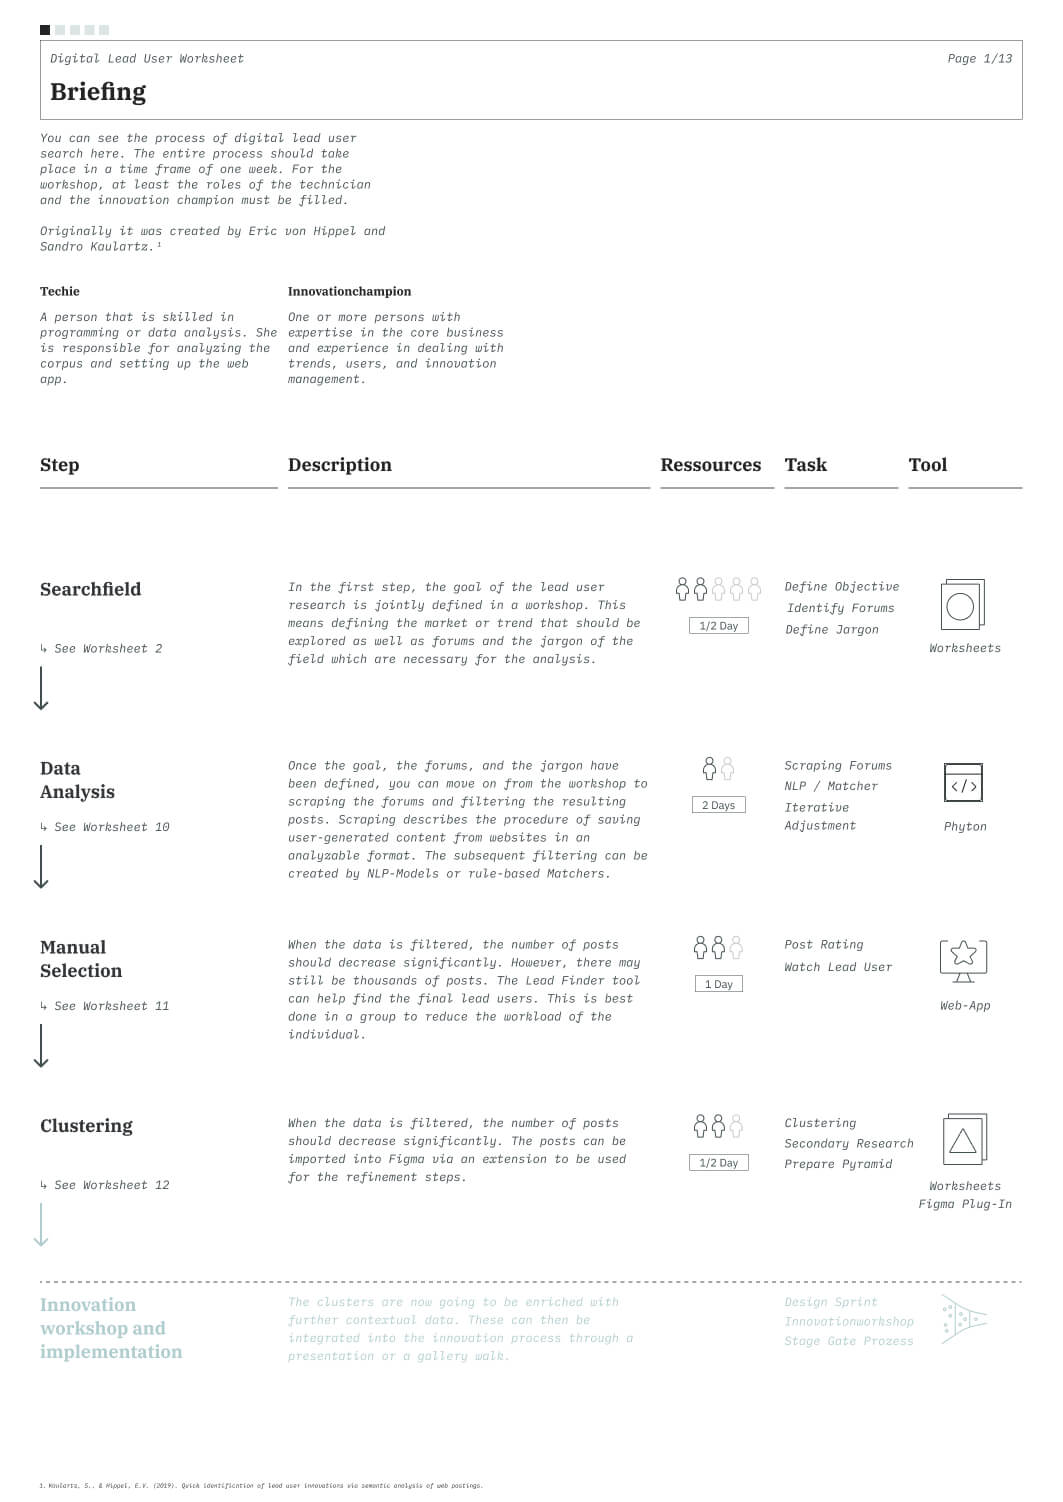 Digital Lead User Worksheet
Page 1/13
Briefing
You can see the process of digital lead user
search here. The entire process should take
place in a time frame of one week. For the
workshop, at least the roles of the technician
and the innovation champion must be filled.
Originally it was created by Eric von Hippel and
Sandro Kaulartz.¹
Techie
A person that is skilled in
programming or data analysis. She
is responsible for analyzing the
corpus and setting up the web
app.
Innovationchampion
One or more persons with
expertise in the core business
and experience in dealing with
trends, users, and innovation
management.
Step
Description
Ressources
Task
Tool
Searchfield
↳ See Worksheet 2
In the first step, the goal of the lead user
research is jointly defined in a workshop. This
means defining the market or trend that should be
explored as well as forums and the jargon of the
field which are necessary for the analysis.
1/2 Day
Define Objective
Identify Forums
Define Jargon
Worksheets
Data
Analysis
↳ See Worksheet 10
Once the goal, the forums, and the jargon have
been defined, you can move on from the workshop to
scraping the forums and filtering the resulting
posts. Scraping describes the procedure of saving
user-generated content from websites in an
analyzable format. The subsequent filtering can be
created by NLP-Models or rule-based Matchers.
2 Days
Scraping Forums
NLP / Matcher
Iterative
Adjustment
</>
Phyton
Manual
Selection
↳ See Worksheet 11
When the data is filtered, the number of posts
should decrease significantly. However, there may
still be thousands of posts. The Lead Finder tool
can help find the final lead users. This is best
done in a group to reduce the workload of the
individual.
1 Day
Post Rating
Watch Lead User
Web-App
Clustering
↳ See Worksheet 12
When the data is filtered, the number of posts
should decrease significantly. The posts can be
imported into Figma via an extension to be used
for the refinement steps.
1/2 Day
Clustering
Secondary Research
Prepare Pyramid
Worksheets
Figma Plug-In
Innovation
workshop and
implementation
The clusters are now going to be enriched with
further contextual data. These can then be
integrated into the innovation process through a
presentation or a gallery walk.
Design Sprint
Innovationworkshop
Stage Gate Prozess
1. Kaulartz, S., & Hippel, E.V. (2019). Quick identification of lead user innovations via semantic analysis of web postings.